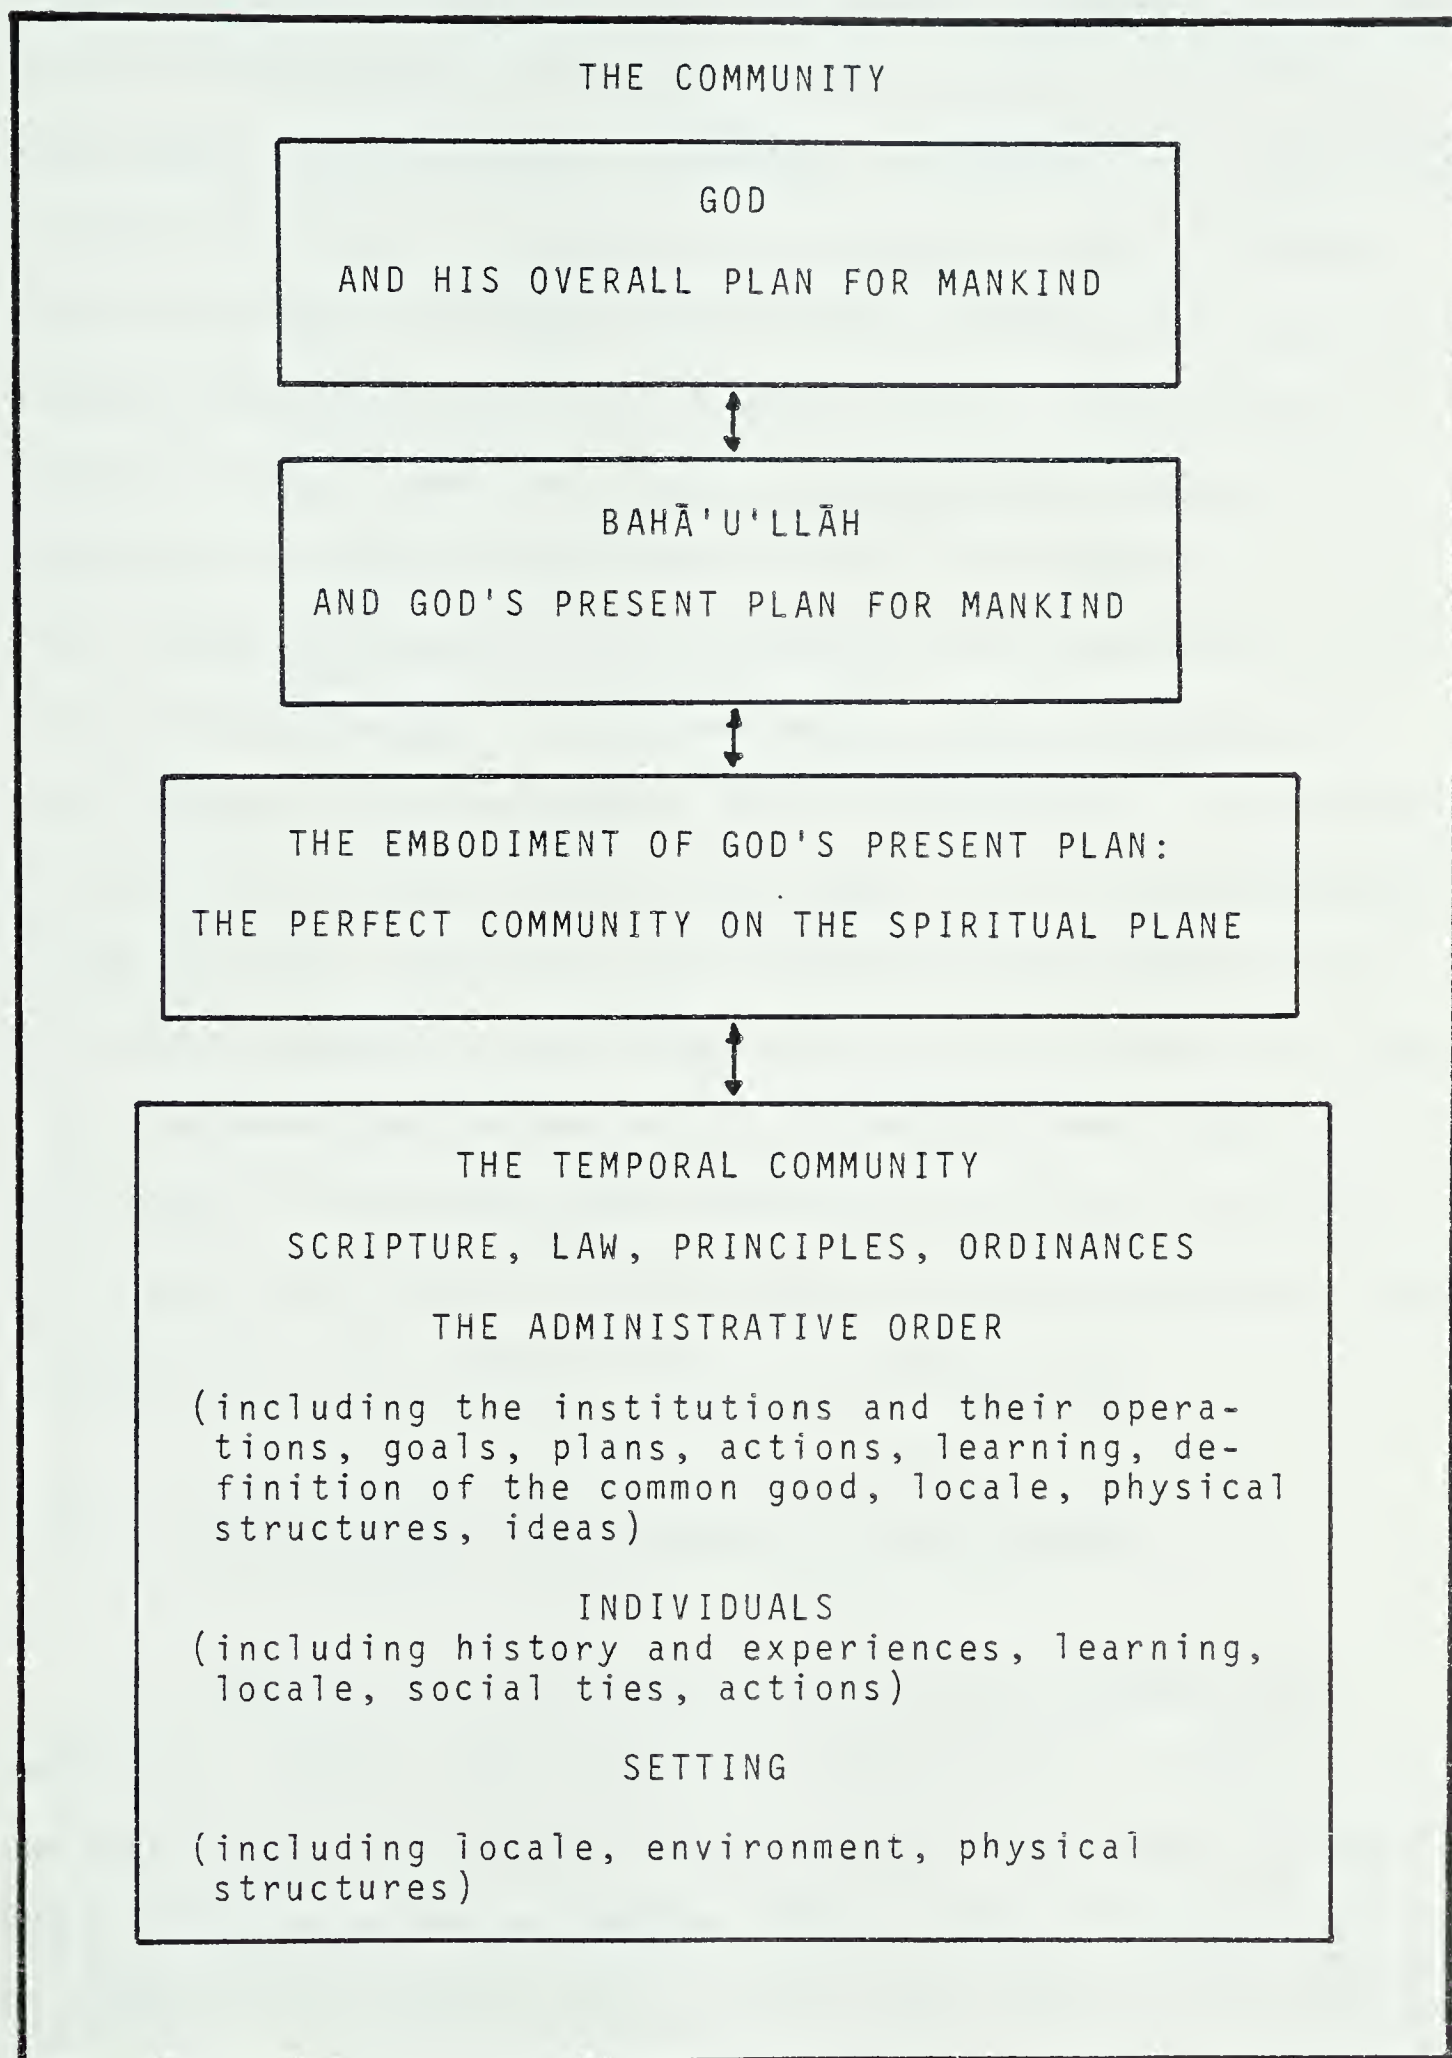 THE COMMUNITY
GOD
AND HIS OVERALL PLAN FOR MANKIND
BAHĀ'U'LLĀH
AND GOD'S PRESENT PLAN FOR MANKIND
THE EMBODIMENT OF GOD'S PRESENT PLAN:
THE PERFECT COMMUNITY ON THE SPIRITUAL PLANE
THE TEMPORAL COMMUNITY
SCRIPTURE, LAW, PRINCIPLES, ORDINANCES
THE ADMINISTRATIVE ORDER
(including the institutions and their opera-
tions, goals, plans, actions, learning, de-
finition of the common good, locale, physical
structures, ideas)
INDIVIDUALS
(including history and experiences, learning,
locale, social ties, actions)
SETTING
(including locale, environment, physical
structures)